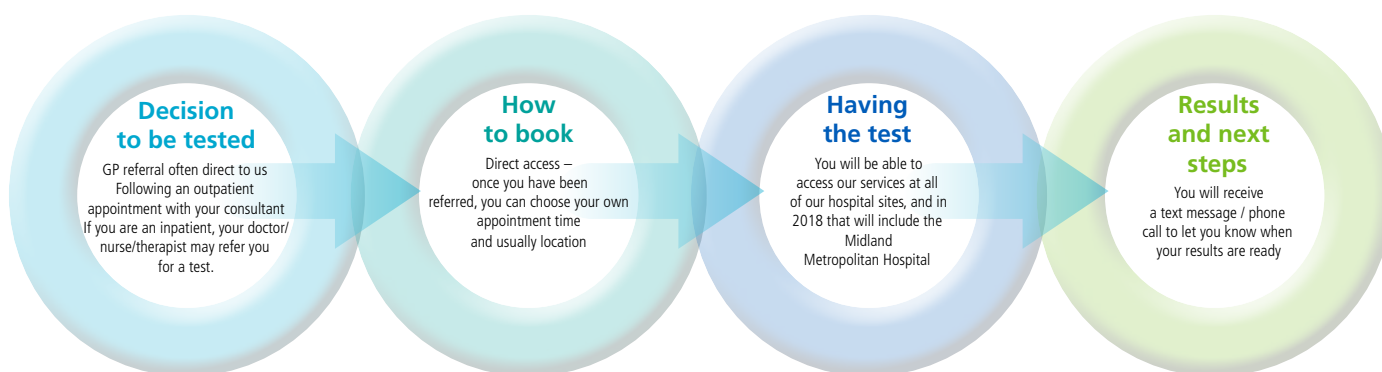 Decision
to be tested
GP referral often direct to us
Following an outpatient
appointment with your consultant
If you are an inpatient, your doctor/
nurse/therapist may refer you
for a test.
How
to book
Direct access –
once you have been
referred, you can choose your own
appointment time
and usually location
Having
the test
You will be able to
access our services at all
of our hospital sites, and in
2018 that will include the
Midland
Metropolitan Hospital
Results
and next
steps
You will receive
a text message / phone
call to let you know when
your results are ready